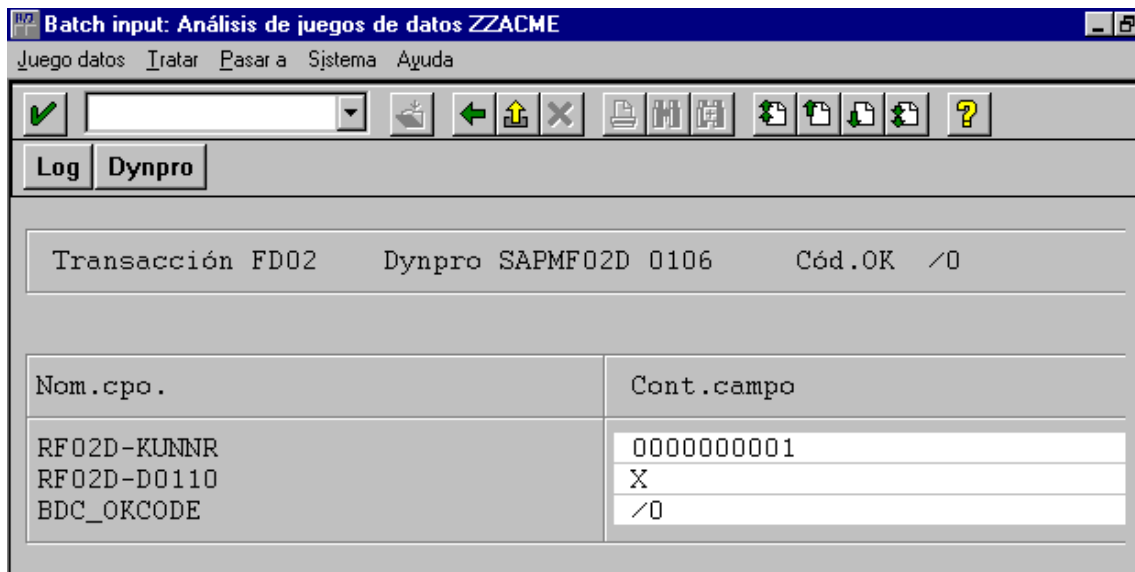 Batch input: Análisis de juegos de datos ZZACME
Juego datos Tratar Pasar a Sistema Ayuda
Log Dynpro
Transacción FD02 Dynpro SAPMF02D 0106 Cód.OK /0
Nom.cpo. Cont.campo
RF02D-KUNNR 0000000001
RF02D-D0110 X
BDC_OKCODE /0